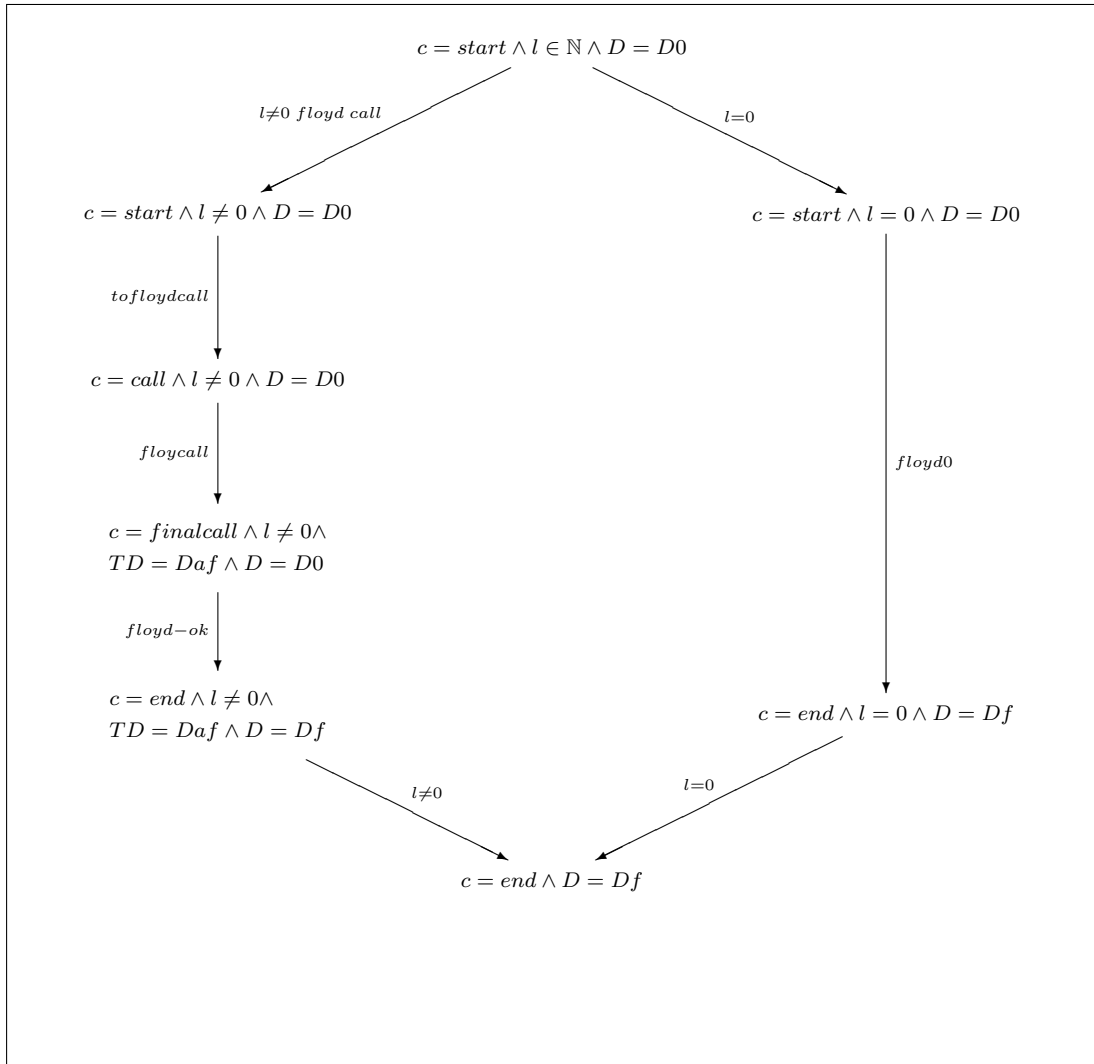 c = start ∧ l ∈ ℕ ∧ D = D0
l≠0 floyd call
l=0
c = start ∧ l ≠ 0 ∧ D = D0
c = start ∧ l = 0 ∧ D = D0
tofloydcall
c = call ∧ l ≠ 0 ∧ D = D0
floycall
floyd0
c = finalcall ∧ l ≠ 0∧
TD = Daf ∧ D = D0
floyd−ok
c = end ∧ l ≠ 0∧
TD = Daf ∧ D = Df
c = end ∧ l = 0 ∧ D = Df
l≠0
l=0
c = end ∧ D = Df